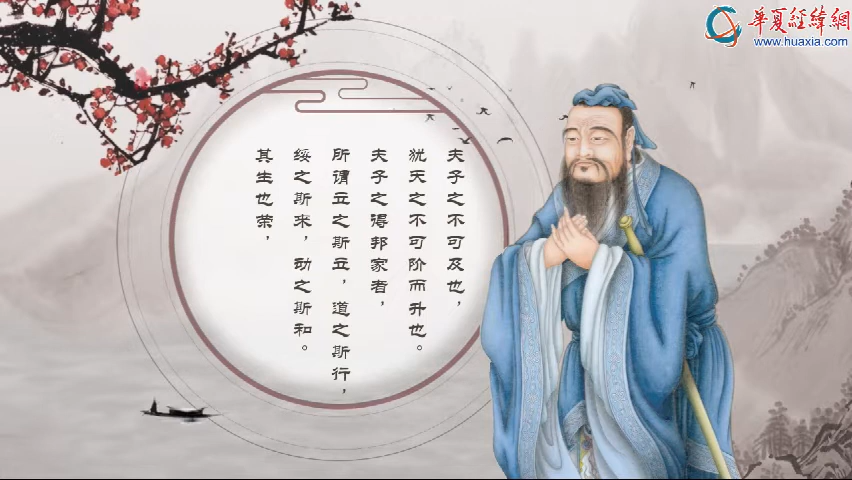 華夏經緯網
www.huaxia.com
夫子之不可及也，
犹天之不可阶而升也。
夫子之得邦家者，
所谓立之斯立，道之斯行，
绥之斯来，动之斯和。
其生也荣，